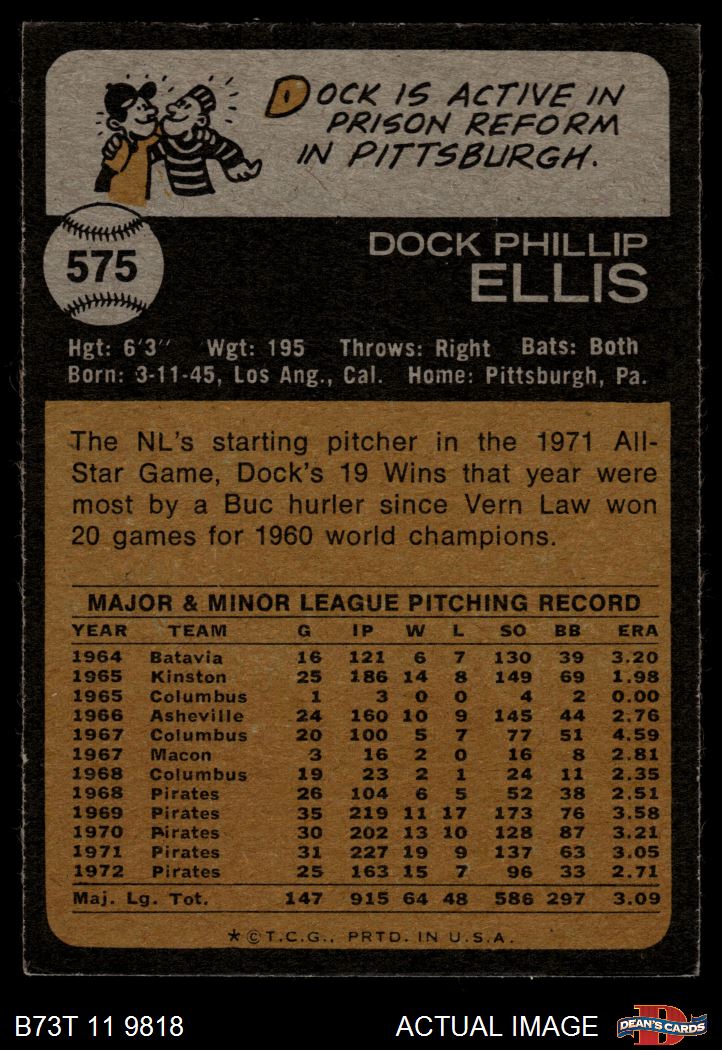 DOCK IS ACTIVE IN
PRISON REFORM
IN PITTSBURGH.
575
DOCK PHILLIP
ELLIS
Hgt: 6'3" Wgt: 195 Throws: Right Bats: Both
Born: 3-11-45, Los Ang., Cal. Home: Pittsburgh, Pa.
The NL's starting pitcher in the 1971 All-
Star Game, Dock's 19 Wins that year were
most by a Buc hurler since Vern Law won
20 games for 1960 world champions.
MAJOR & MINOR LEAGUE PITCHING RECORD
YEAR TEAM G IP W L SO BB ERA
1964 Batavia 16 121 6 7 130 39 3.20
1965 Kinston 25 186 14 8 149 69 1.98
1965 Columbus 1 3 0 0 4 2 0.00
1966 Asheville 24 160 10 9 145 44 2.76
1967 Columbus 20 100 5 7 77 51 4.59
1967 Macon 3 16 2 0 16 8 2.81
1968 Columbus 19 23 2 1 24 11 2.35
1968 Pirates 26 104 6 5 52 38 2.51
1969 Pirates 35 219 11 17 173 76 3.58
1970 Pirates 30 202 13 10 128 87 3.21
1971 Pirates 31 227 19 9 137 63 3.05
1972 Pirates 25 163 15 7 96 33 2.71
Maj. Lg. Tot. 147 915 64 48 586 297 3.09
*©T.C.G., PRTD. IN U.S.A.
B73T 11 9818
ACTUAL IMAGE
D
DEAN'S CARDS